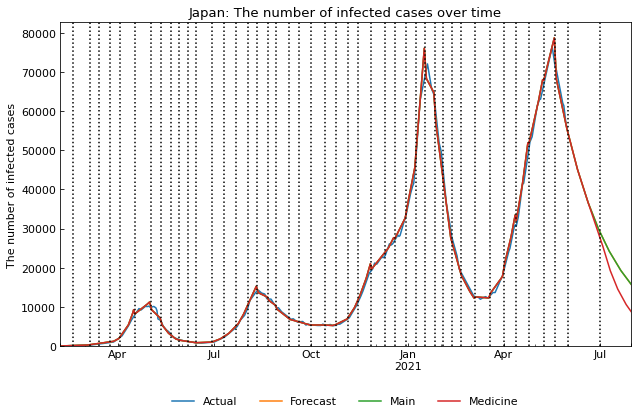 Japan: The number of infected cases over time
The number of infected cases
80000
70000
60000
50000
40000
30000
20000
10000
0
Apr Jul Oct Jan Apr Jul
2021
Actual Forecast Main Medicine